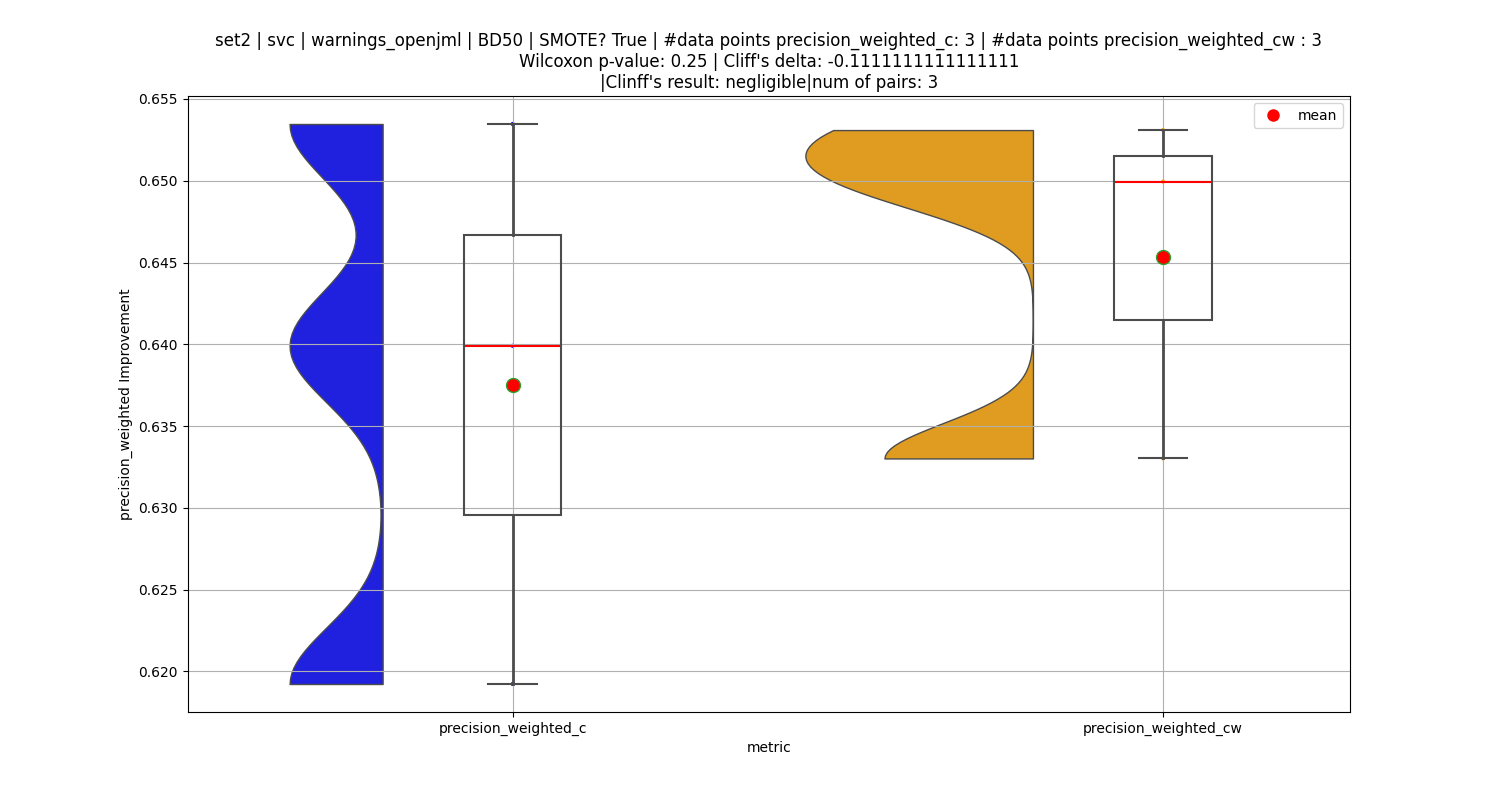 set2 | svc | warnings_openjml | BD50 | SMOTE? True | #data points precision_weighted_c: 3 | #data points precision_weighted_cw : 3
Wilcoxon p-value: 0.25 | Cliff's delta: -0.1111111111111111
|Clinff's result: negligible|num of pairs: 3
mean
0.655
0.650
0.645
0.640
0.635
0.630
0.625
0.620
precision_weighted Improvement
precision_weighted_c
precision_weighted_cw
metric